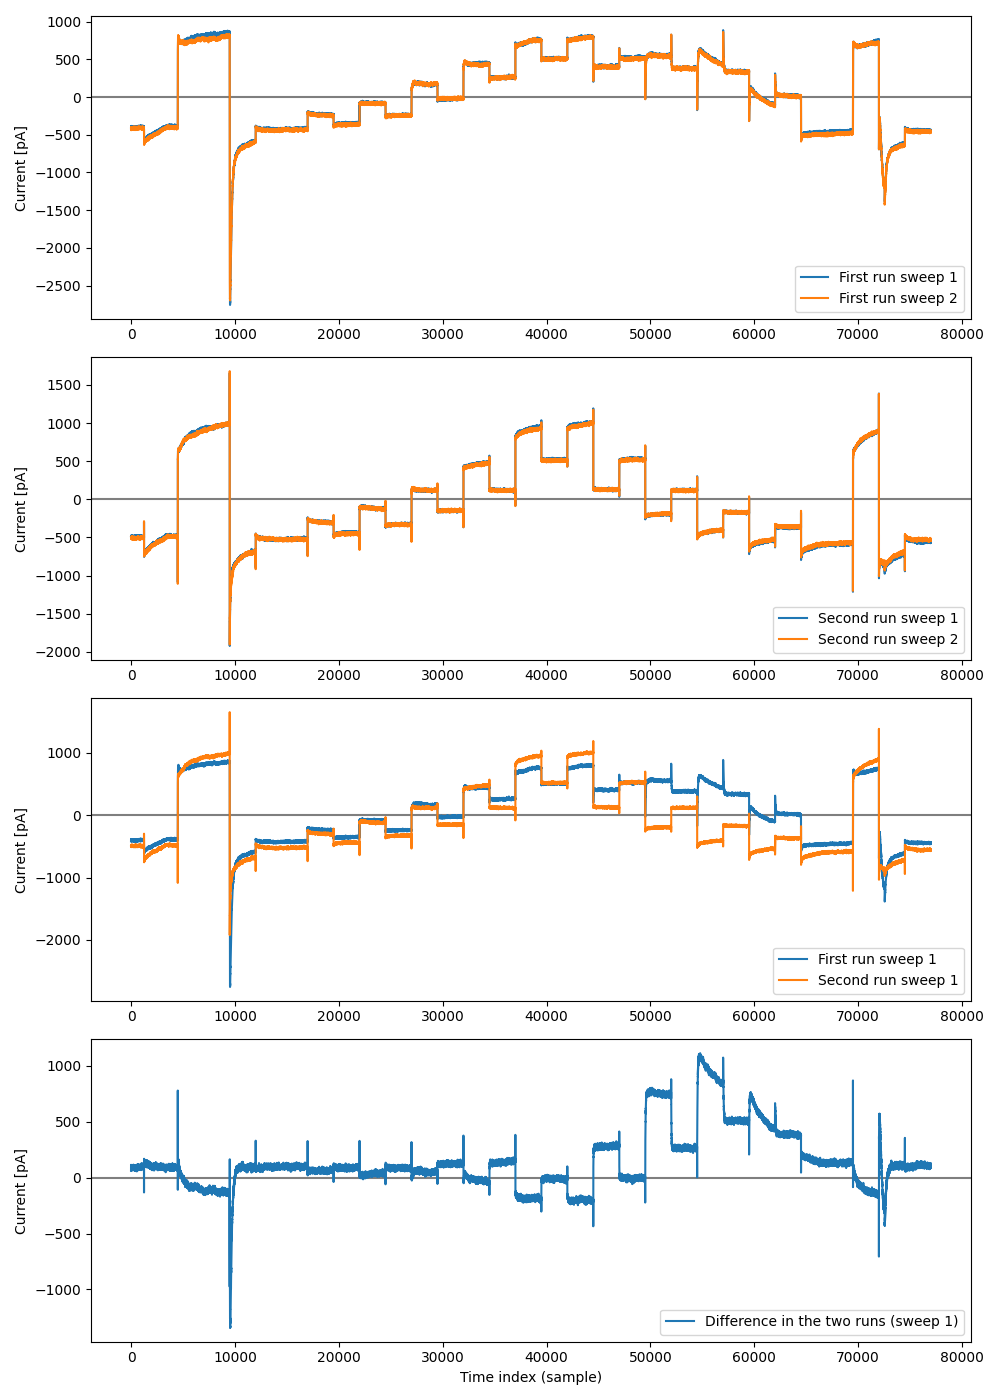 1000
500
0
−500
−1000
−1500
−2000
−2500
Current [pA]
First run sweep 1
First run sweep 2
0 10000 20000 30000 40000 50000 60000 70000 80000
1500
1000
500
0
−500
−1000
−1500
−2000
Current [pA]
Second run sweep 1
Second run sweep 2
0 10000 20000 30000 40000 50000 60000 70000 80000
1000
0
−1000
−2000
Current [pA]
First run sweep 1
Second run sweep 1
0 10000 20000 30000 40000 50000 60000 70000 80000
1000
500
0
−500
−1000
Current [pA]
Difference in the two runs (sweep 1)
0 10000 20000 30000 40000 50000 60000 70000 80000
Time index (sample)